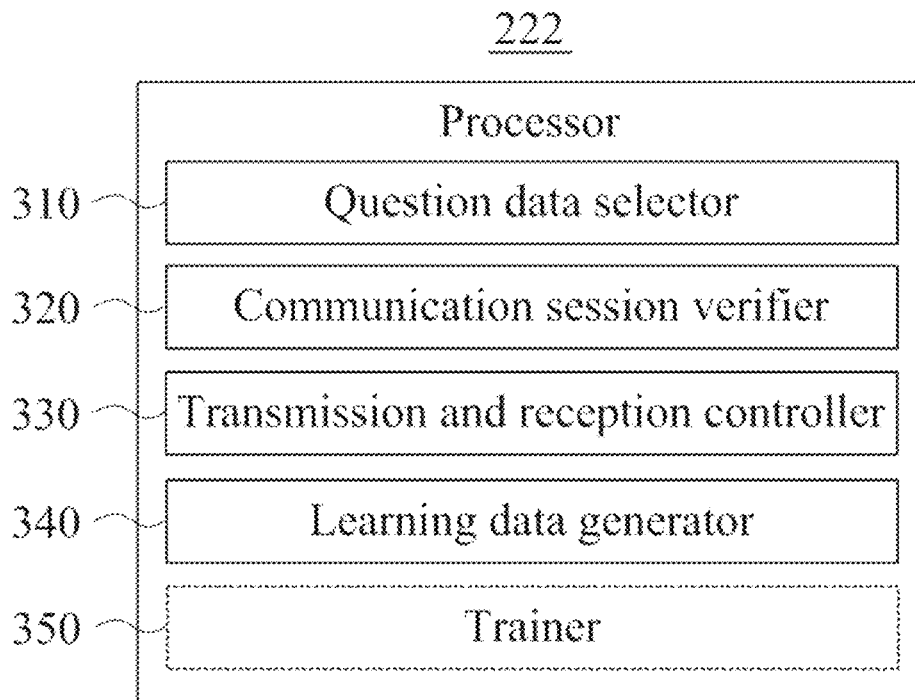 222
Processor
310 Question data selector
320 Communication session verifier
330 Transmission and reception controller
340 Learning data generator
350 Trainer